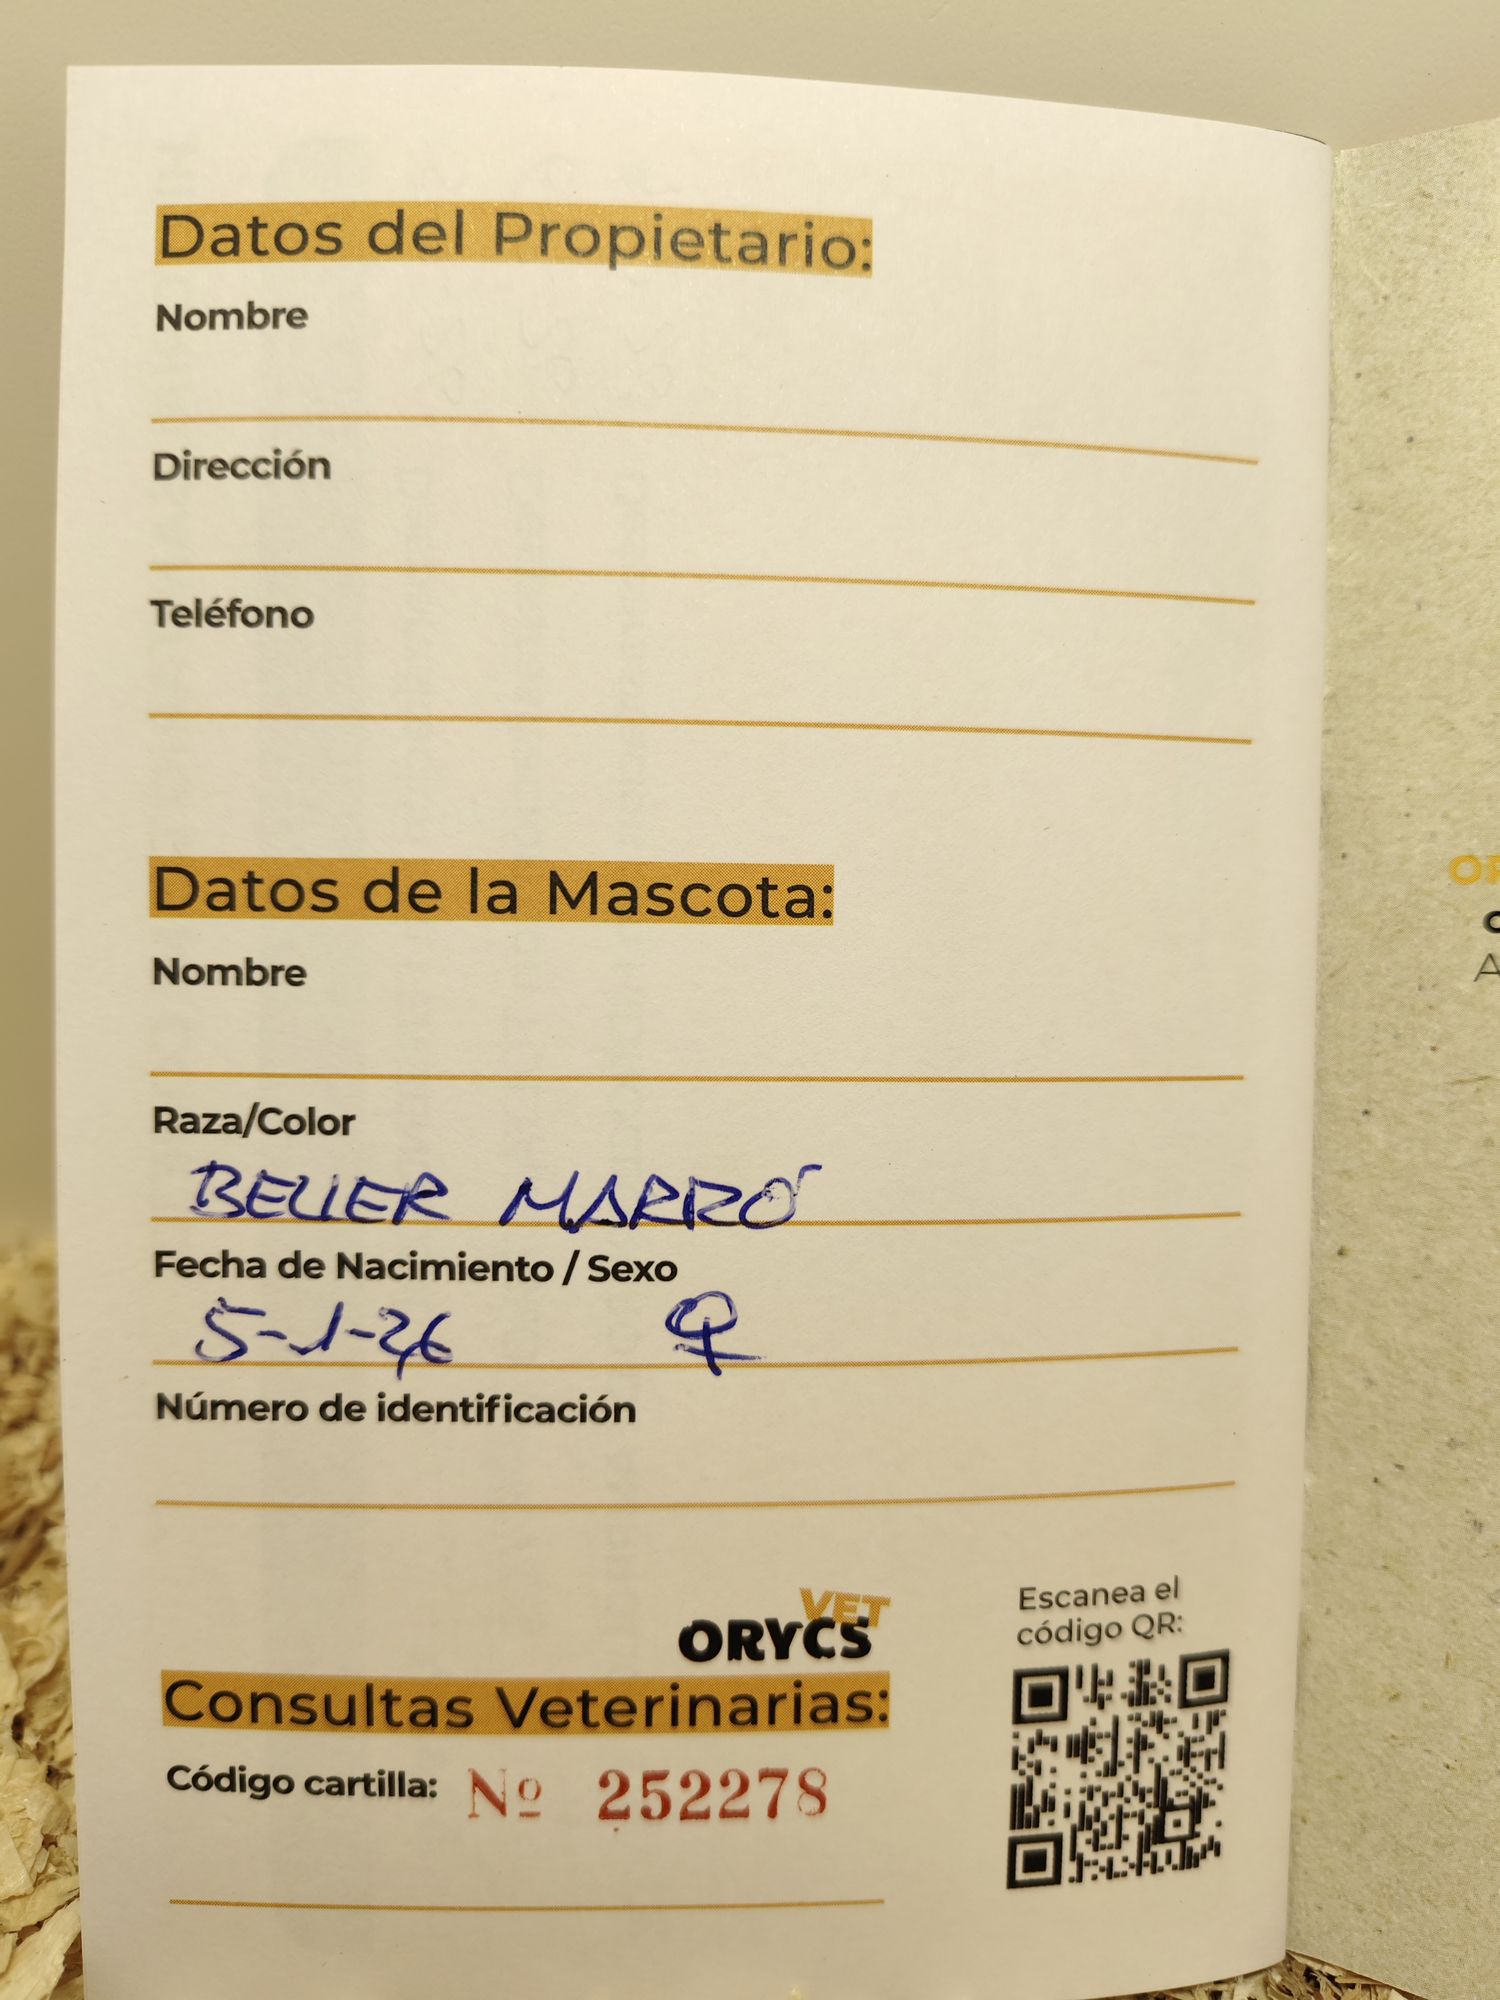 Datos del Propietario:
Nombre
Dirección
Teléfono
Datos de la Mascota:
Nombre
Raza/Color
BELIER MARRÓ
Fecha de Nacimiento / Sexo
5-1-26 ♀
Número de identificación
VET
ORYCS
Consultas Veterinarias:
Código cartilla: Nº 252278
Escanea el
código QR: